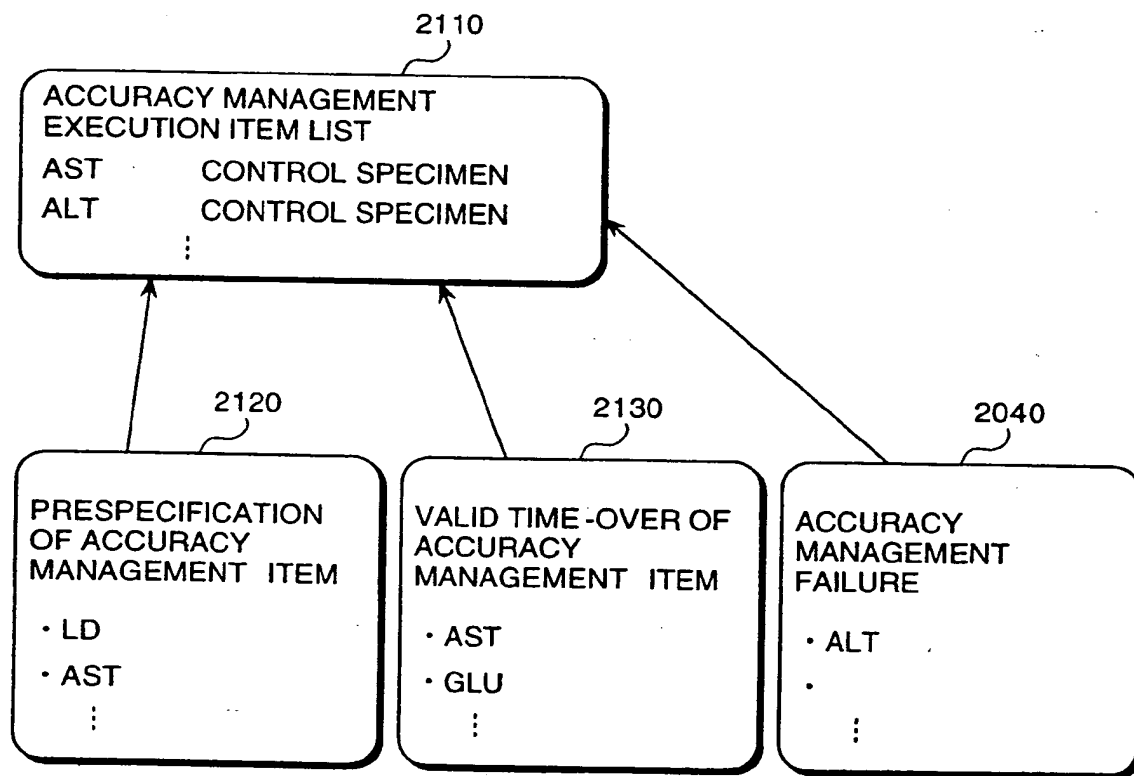 2110
ACCURACY MANAGEMENT
EXECUTION ITEM LIST
AST CONTROL SPECIMEN
ALT CONTROL SPECIMEN
⋮
2120
PRESPECIFICATION
OF ACCURACY
MANAGEMENT ITEM
・LD
・AST
⋮
2130
VALID TIME-OVER OF
ACCURACY
MANAGEMENT ITEM
・AST
・GLU
⋮
2040
ACCURACY
MANAGEMENT
FAILURE
・ALT
・
⋮